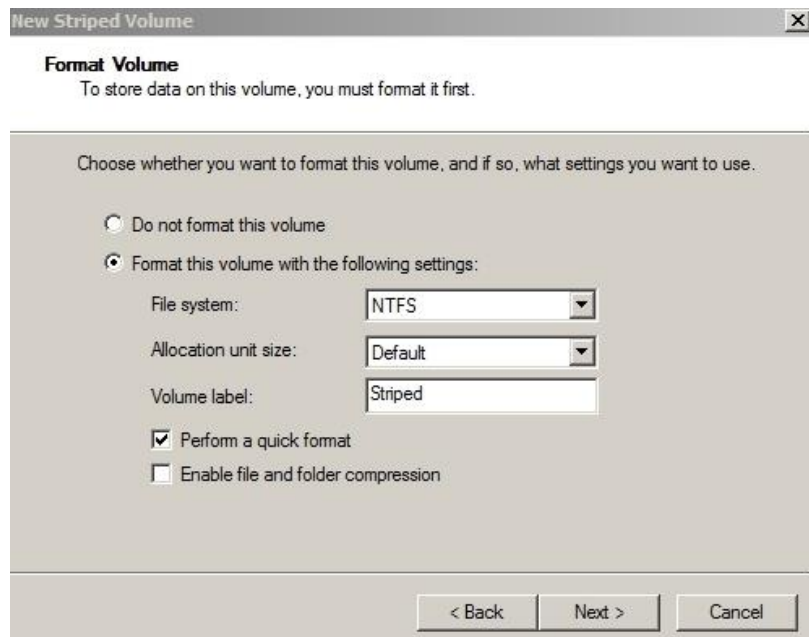 New Striped Volume
Format Volume
To store data on this volume, you must format it first.
Choose whether you want to format this volume, and if so, what settings you want to use.
Do not format this volume
Format this volume with the following settings:
File system: NTFS
Allocation unit size: Default
Volume label: Striped
Perform a quick format
Enable file and folder compression
< Back Next > Cancel